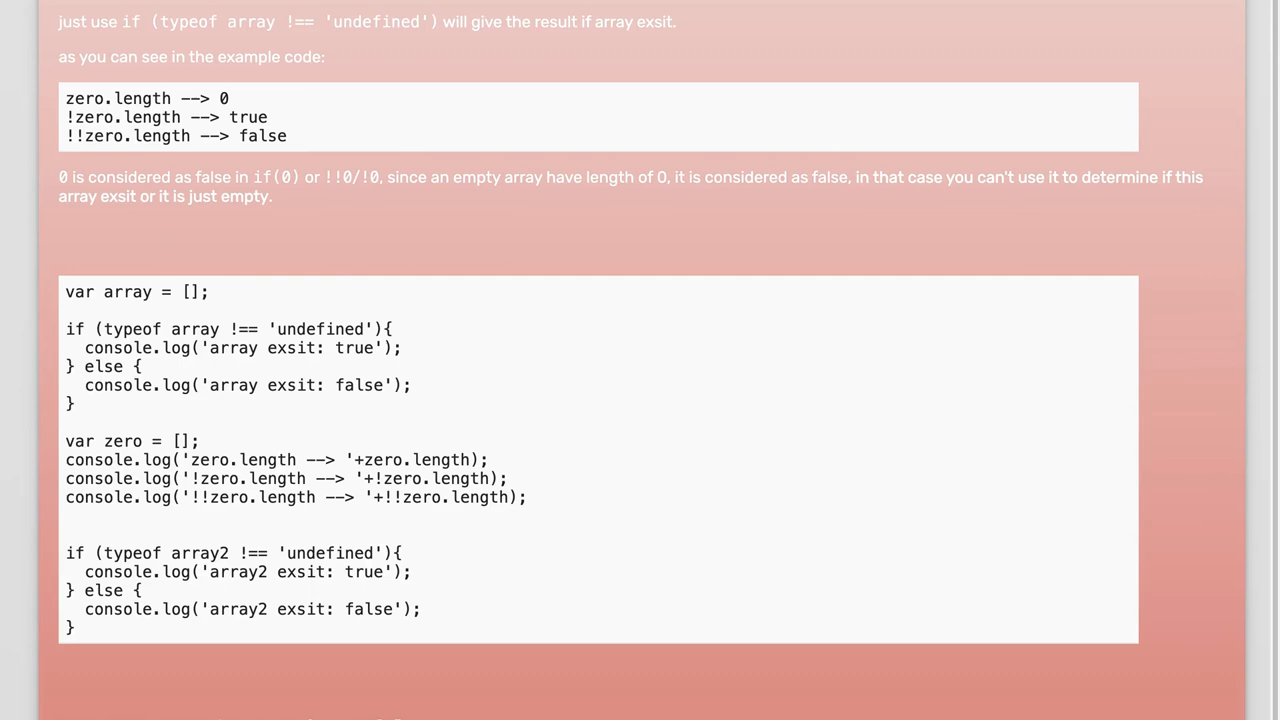 just use if (typeof array !== 'undefined') will give the result if array exsit.
as you can see in the example code:
zero.length --> 0
!zero.length --> true
!!zero.length --> false
0 is considered as false in if(0) or !!0/!0, since an empty array have length of 0, it is considered as false, in that case you can't use it to determine if this
array exsit or it is just empty.
var array = [];
if (typeof array !== 'undefined'){
  console.log('array exsit: true');
} else {
  console.log('array exsit: false');
}
var zero = [];
console.log('zero.length --> '+zero.length);
console.log('!zero.length --> '+!zero.length);
console.log('!!zero.length --> '+!!zero.length);
if (typeof array2 !== 'undefined'){
  console.log('array2 exsit: true');
} else {
  console.log('array2 exsit: false');
}